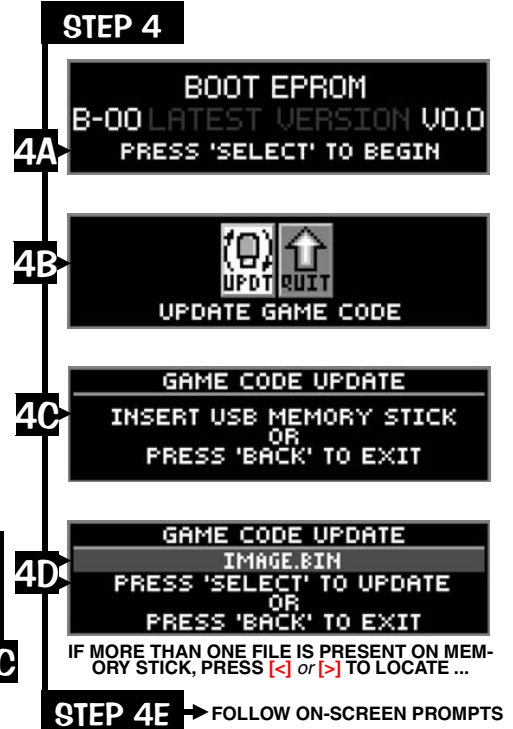 STEP 4
BOOT EPROM
B-00 LATEST VERSION V0.0
4A
PRESS 'SELECT' TO BEGIN
4B
UPDT QUIT
UPDATE GAME CODE
GAME CODE UPDATE
4C
INSERT USB MEMORY STICK
OR
PRESS 'BACK' TO EXIT
GAME CODE UPDATE
IMAGE.BIN
4D
PRESS 'SELECT' TO UPDATE
OR
PRESS 'BACK' TO EXIT
C
IF MORE THAN ONE FILE IS PRESENT ON MEM-
ORY STICK, PRESS [<] or [>] TO LOCATE ...
STEP 4E FOLLOW ON-SCREEN PROMPTS